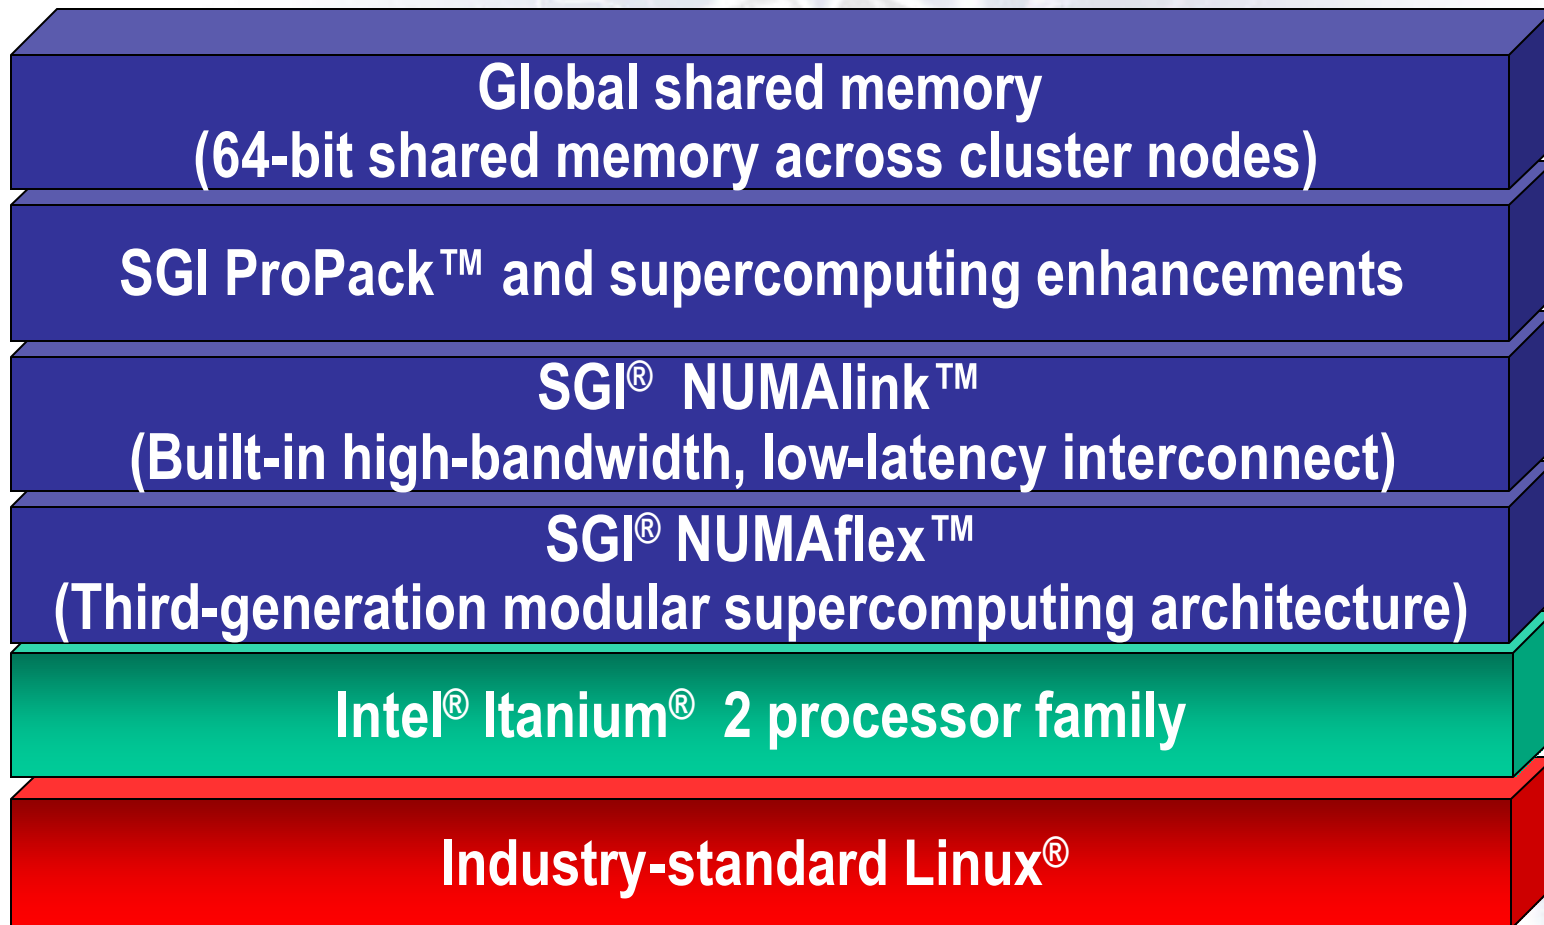 Global shared memory
(64-bit shared memory across cluster nodes)
SGI ProPack™ and supercomputing enhancements
SGI® NUMAlink™
(Built-in high-bandwidth, low-latency interconnect)
SGI® NUMAflex™
(Third-generation modular supercomputing architecture)
Intel® Itanium® 2 processor family
Industry-standard Linux®